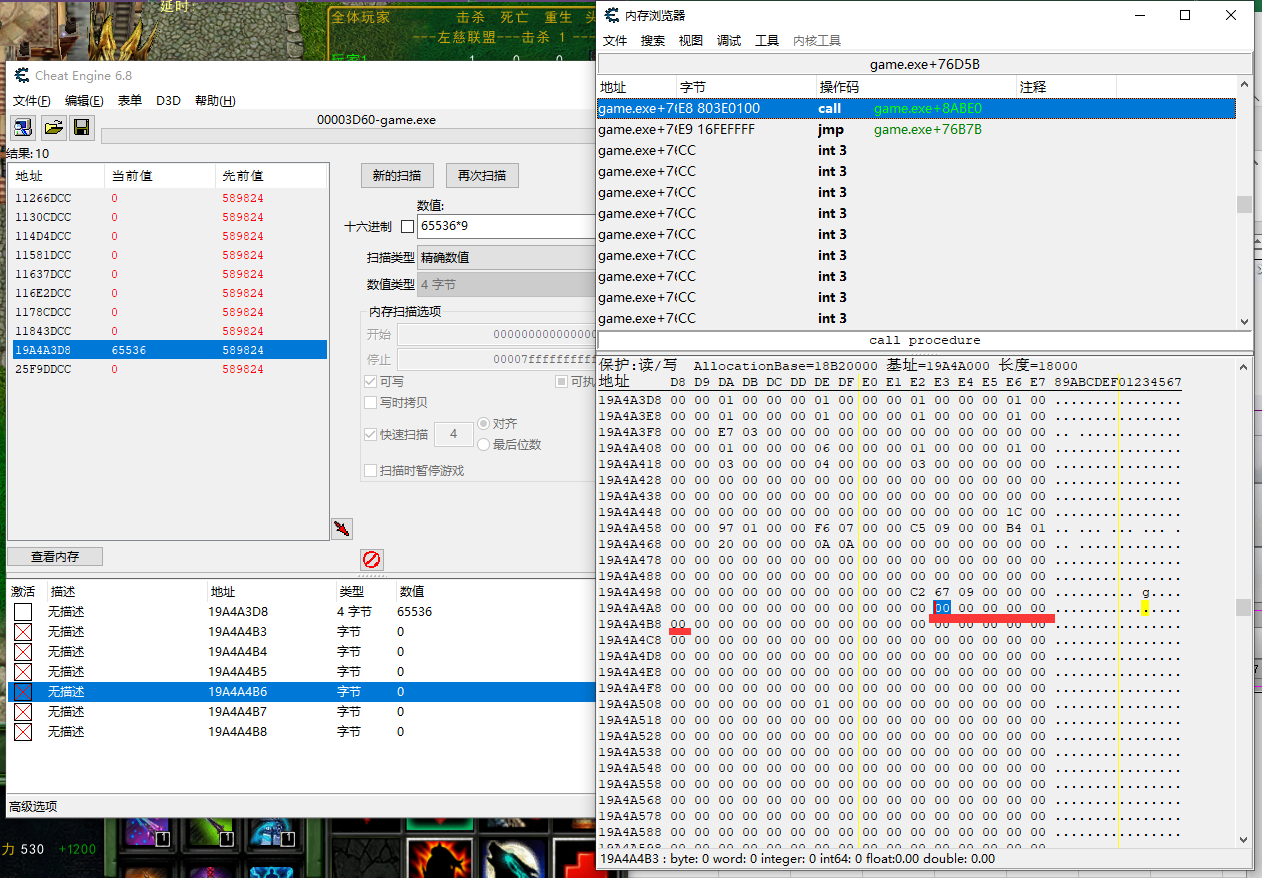 延时
全体玩家 击杀 死亡 重生
---左慈联盟---击杀 1
Cheat Engine 6.8
文件(F) 编辑(E) 表单 D3D 帮助(H)
00003D60-game.exe
结果: 10
地址 当前值 先前值
11266DCC 0 589824
1130CDCC 0 589824
114D4DCC 0 589824
11581DCC 0 589824
11637DCC 0 589824
116E2DCC 0 589824
1178CDCC 0 589824
11843DCC 0 589824
19A4A3D8 65536 589824
25F9DDCC 0 589824
新的扫描 再次扫描
数值:
十六进制 65536*9
扫描类型 精确数值
数值类型 4 字节
内存扫描选项
开始 0000000000000
停止 00007ffffffffff
可写 可执
写时拷贝
快速扫描 4 对齐
最后位数
扫描时暂停游戏
查看内存
激活 描述 地址 类型 数值
无描述 19A4A3D8 4 字节 65536
无描述 19A4A4B3 字节 0
无描述 19A4A4B4 字节 0
无描述 19A4A4B5 字节 0
无描述 19A4A4B6 字节 0
无描述 19A4A4B7 字节 0
无描述 19A4A4B8 字节 0
高级选项
力 530 +1200
1 1 1
内存浏览器
文件 搜索 视图 调试 工具 内核工具
game.exe+76D5B
地址 字节 操作码 注释
game.exe+7(E8 803E0100 call game.exe+8ABE0
game.exe+7(E9 16FEFFFF jmp game.exe+76B7B
game.exe+7(CC int 3
game.exe+7(CC int 3
game.exe+7(CC int 3
game.exe+7(CC int 3
game.exe+7(CC int 3
game.exe+7(CC int 3
game.exe+7(CC int 3
game.exe+7(CC int 3
game.exe+7(CC int 3
call procedure
保护:读/写 AllocationBase=18B20000 基址=19A4A000 长度=18000
地址 D8 D9 DA DB DC DD DE DF E0 E1 E2 E3 E4 E5 E6 E7 89ABCDEF01234567
19A4A3D8 00 00 01 00 00 00 01 00 00 00 01 00 00 00 01 00 ................
19A4A3E8 00 00 01 00 00 00 01 00 00 00 01 00 00 00 01 00 ................
19A4A3F8 00 00 E7 03 00 00 00 00 00 00 00 00 00 00 00 00 .. .............
19A4A408 00 00 01 00 00 00 06 00 00 00 01 00 00 00 01 00 ................
19A4A418 00 00 03 00 00 00 04 00 00 00 03 00 00 00 00 00 ................
19A4A428 00 00 00 00 00 00 00 00 00 00 00 00 00 00 00 00 ................
19A4A438 00 00 00 00 00 00 00 00 00 00 00 00 00 00 00 00 ................
19A4A448 00 00 00 00 00 00 00 00 00 00 00 00 00 00 1C 00 ................
19A4A458 00 00 97 01 00 00 F6 07 00 00 C5 09 00 00 B4 01 .. ... ... ... .
19A4A468 00 00 20 00 00 00 0A 0A 00 00 00 00 00 00 00 00 .. .............
19A4A478 00 00 00 00 00 00 00 00 00 00 00 00 00 00 00 00 ................
19A4A488 00 00 00 00 00 00 00 00 00 00 00 00 00 00 00 00 ................
19A4A498 00 00 00 00 00 00 00 00 00 00 C2 67 09 00 00 00 .......... g....
19A4A4A8 00 00 00 00 00 00 00 00 00 00 00 00 00 00 00 00 ................
19A4A4B8 00 00 00 00 00 00 00 00 00 00 00 00 00 00 00 00 ................
19A4A4C8 00 00 00 00 00 00 00 00 00 00 00 00 00 00 00 00 ................
19A4A4D8 00 00 00 00 00 00 00 00 00 00 00 00 00 00 00 00 ................
19A4A4E8 00 00 00 00 00 00 00 00 00 00 00 00 00 00 00 00 ................
19A4A4F8 00 00 00 00 00 00 00 00 00 00 00 00 00 00 00 00 ................
19A4A508 00 00 00 00 00 00 01 00 00 00 00 00 00 00 00 00 ................
19A4A518 00 00 00 00 00 00 00 00 00 00 00 00 00 00 00 00 ................
19A4A528 00 00 00 00 00 00 00 00 00 00 00 00 00 00 00 00 ................
19A4A538 00 00 00 00 00 00 00 00 00 00 00 00 00 00 00 00 ................
19A4A548 00 00 00 00 00 00 00 00 00 00 00 00 00 00 00 00 ................
19A4A558 00 00 00 00 00 00 00 00 00 00 00 00 00 00 00 00 ................
19A4A568 00 00 00 00 00 00 00 00 00 00 00 00 00 00 00 00 ................
19A4A578 00 00 00 00 00 00 00 00 00 00 00 00 00 00 00 00 ................
19A4A588 00 00 00 00 00 00 00 00 00 00 00 00 00 00 00 00 ................
19A4A598 00 00 00 00 00 00 00 00 00 00 00 00 00 00 00 00 ................
19A4A4B3 : byte: 0 word: 0 integer: 0 int64: 0 float:0.00 double: 0.00